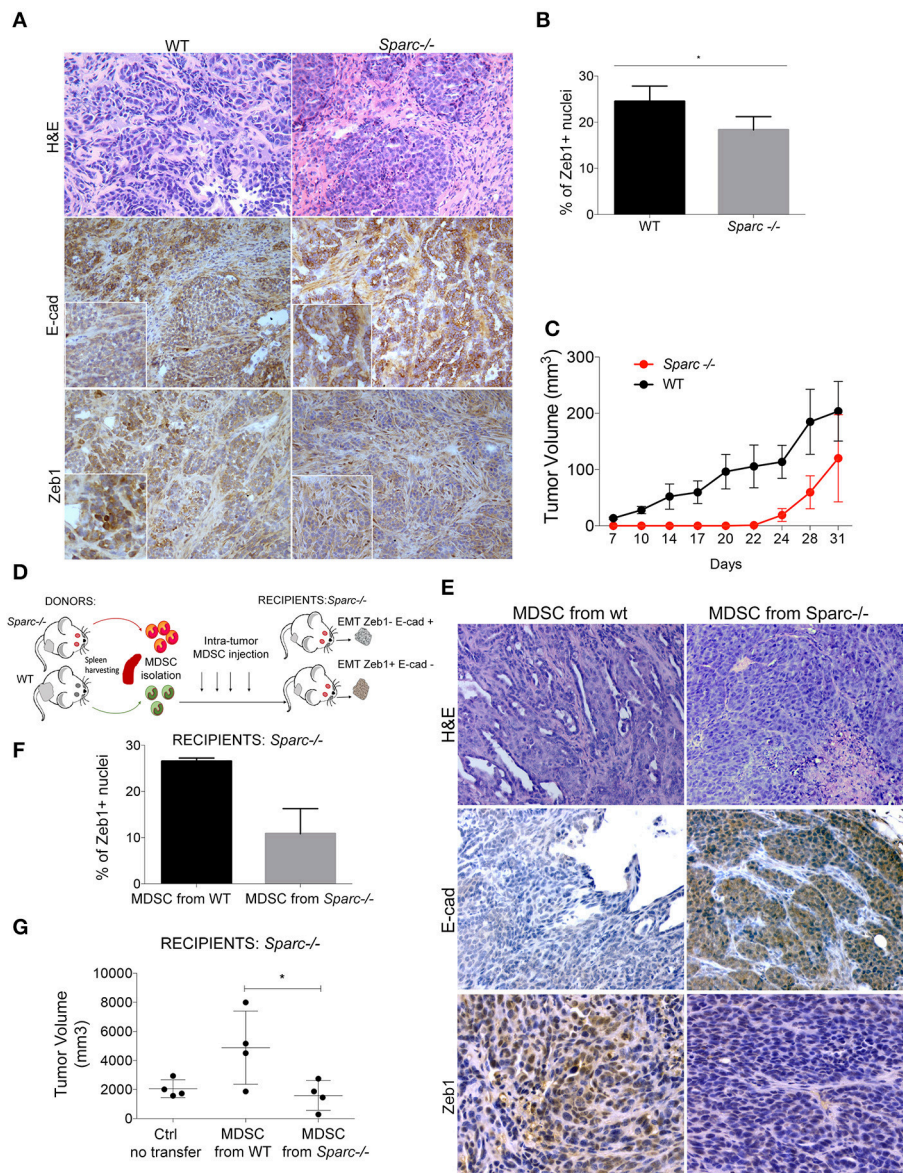 A
WT
Sparc-/-
H&E
E-cad
Zeb1
B
*
30
20
10
0
% of Zeb1+ nuclei
WT
Sparc -/-
C
Sparc -/-
WT
300
200
100
0
Tumor Volume (mm3)
7 10 14 17 20 22 24 28 31
Days
D
DONORS:
Sparc-/-
WT
Spleen
harvesting
MDSC
isolation
Intra-tumor
MDSC injection
RECIPIENTS:Sparc-/-
EMT Zeb1- E-cad +
EMT Zeb1+ E-cad -
E
MDSC from wt
MDSC from Sparc-/-
H&E
E-cad
Zeb1
F
RECIPIENTS: Sparc-/-
30
20
10
0
% of Zeb1+ nuclei
MDSC from WT
MDSC from Sparc-/-
G
RECIPIENTS: Sparc-/-
*
10000
8000
6000
4000
2000
0
Tumor Volume
(mm3)
Ctrl
no transfer
MDSC
from WT
MDSC
from Sparc-/-